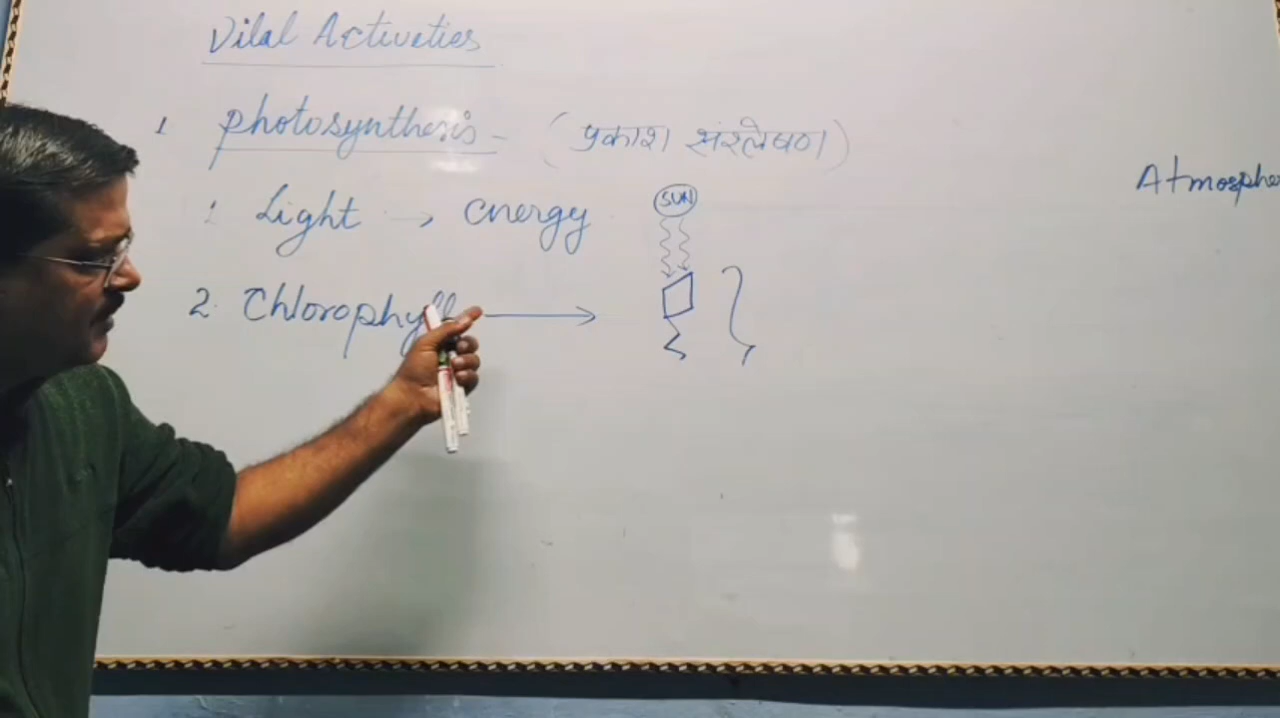 Vital Activeties
1 photosynthesis - (प्रकाश संश्लेषण)
Atmosphe
1 Light → energy
SUN
2. Chlorophyll →